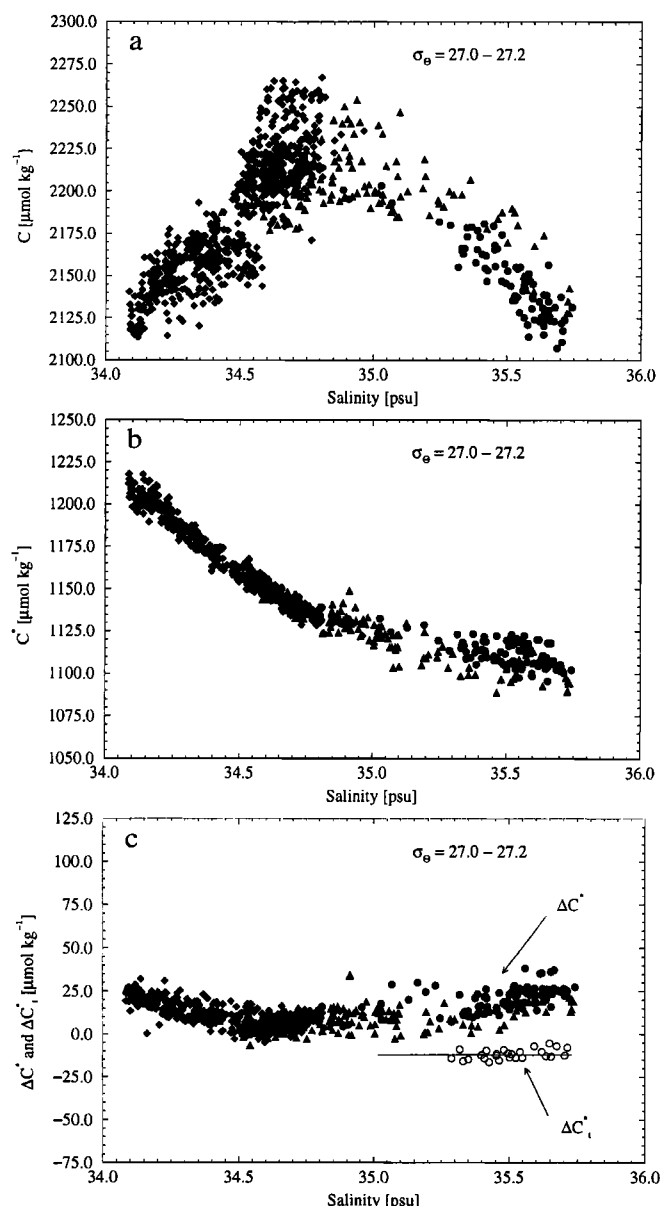 a
σθ = 27.0 – 27.2
C [μmol kg⁻¹]
2300.0
2275.0
2250.0
2225.0
2200.0
2175.0
2150.0
2125.0
2100.0
34.0 34.5 35.0 35.5 36.0
Salinity [psu]
b
σθ = 27.0 – 27.2
C* [μmol kg⁻¹]
1250.0
1225.0
1200.0
1175.0
1150.0
1125.0
1100.0
1075.0
1050.0
34.0 34.5 35.0 35.5 36.0
Salinity [psu]
c
σθ = 27.0 – 27.2
ΔC* and ΔC*t [μmol kg⁻¹]
125.0
100.0
75.0
50.0
25.0
0.0
−25.0
−50.0
−75.0
ΔC*
ΔC*t
34.0 34.5 35.0 35.5 36.0
Salinity [psu]